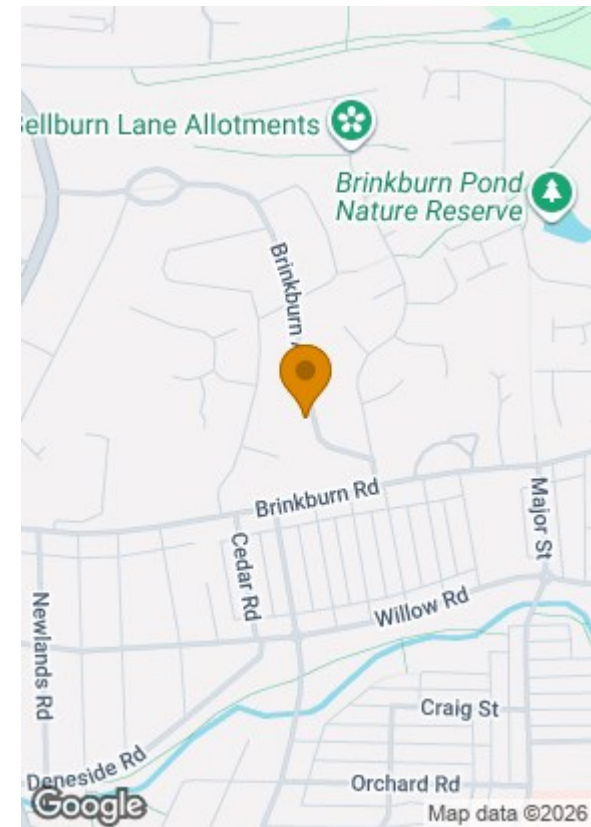 Bellburn Lane Allotments
Brinkburn Pond
Nature Reserve
Brinkburn A
Brinkburn Rd
Major St
Cedar Rd
Newlands Rd
Willow Rd
Craig St
Deneside Rd
Orchard Rd
Google
Map data ©2026